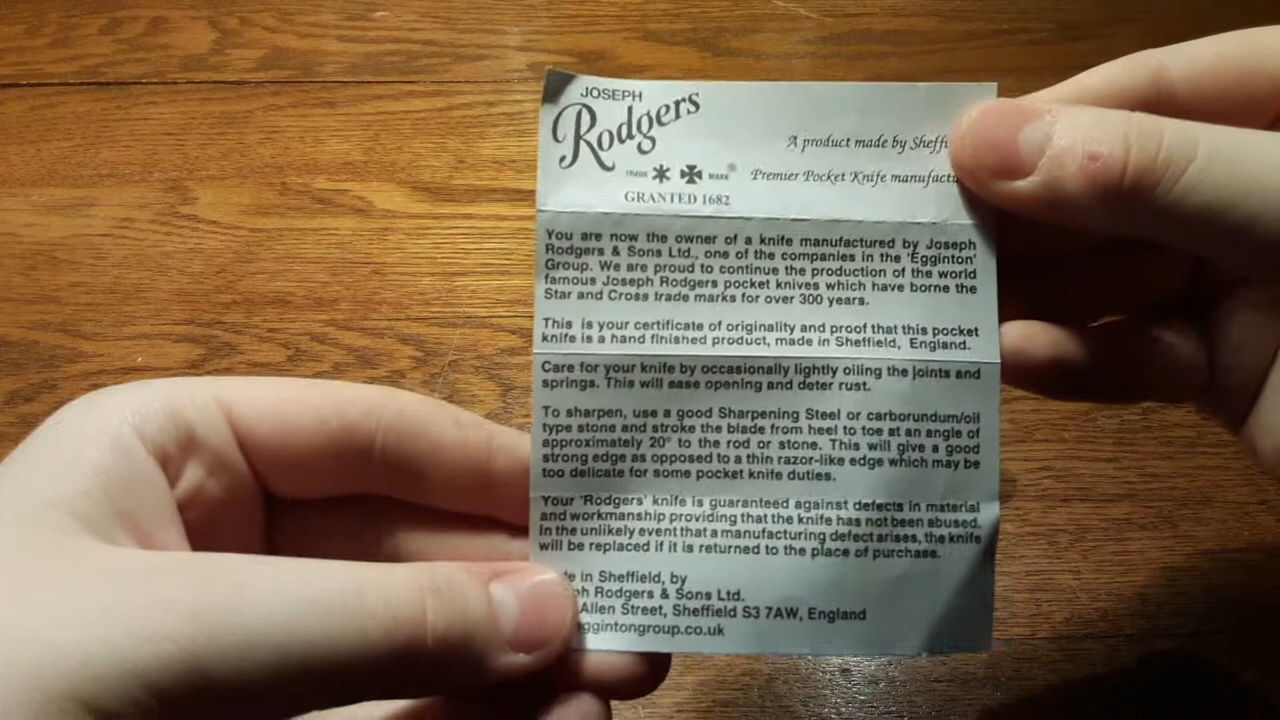 JOSEPH
Rodgers
TRADE MARK ®
GRANTED 1682
A product made by
Premier Pocket Knife
You are now the owner of a knife manufactured by Joseph
Rodgers & Sons Ltd., one of the companies in the 'Egginton'
Group. We are proud to continue the production of the world
famous Joseph Rodgers pocket knives which have borne the
Star and Cross trade marks for over 300 years.
This is your certificate of originality and proof that this pocket
knife is a hand finished product, made in Sheffield, England.
Care for your knife by occasionally lightly oiling the joints and
springs. This will ease opening and deter rust.
To sharpen, use a good Sharpening Steel or carborundum/oil
type stone and stroke the blade from heel to toe at an angle of
approximately 20° to the rod or stone. This will give a good
strong edge as opposed to a thin razor-like edge which may be
too delicate for some pocket knife duties.
Your 'Rodgers' knife is guaranteed against defects in material
and workmanship providing that the knife has not been abused.
In the unlikely event that a manufacturing defect arises, the knife
will be replaced if it is returned to the place of purchase.
in Sheffield, by
Rodgers & Sons Ltd.
Allen Street, Sheffield S3 7AW, England
ggintongroup.co.uk